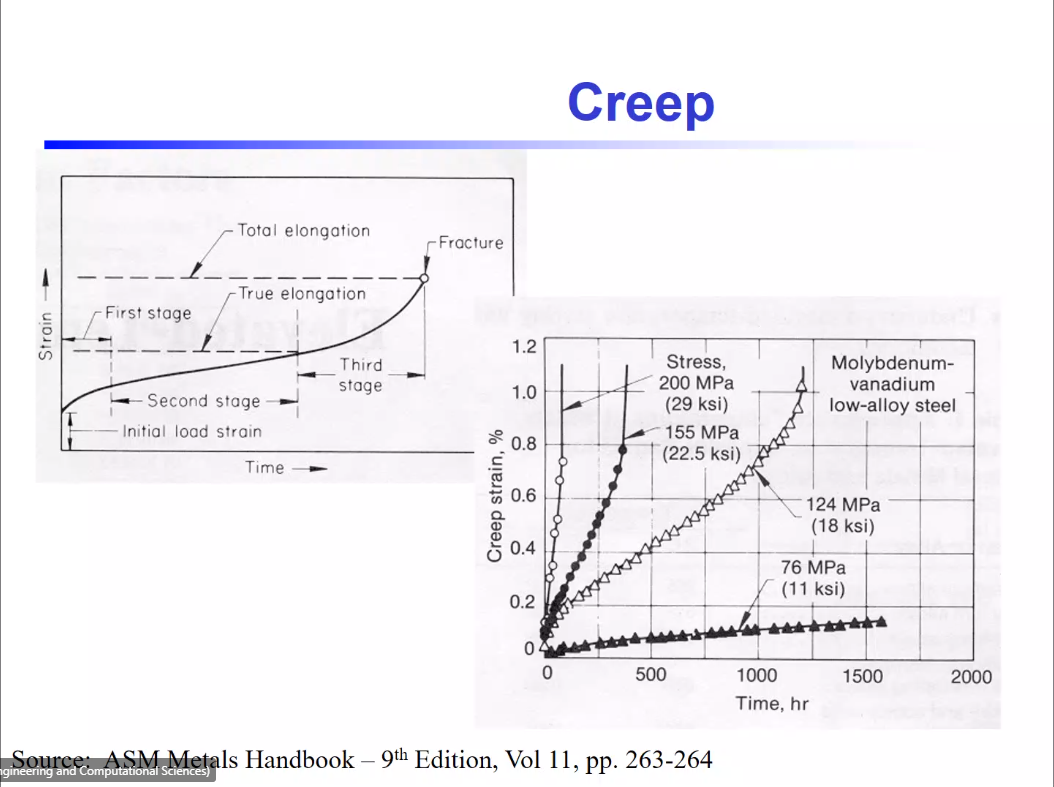 Creep
Total elongation
Fracture
True elongation
First stage
Strain
Third
stage
Second stage
Initial load strain
Time
Stress,
200 MPa
(29 ksi)
Molybdenum-
vanadium
low-alloy steel
155 MPa
(22.5 ksi)
124 MPa
(18 ksi)
76 MPa
(11 ksi)
Creep strain, %
1.2
1.0
0.8
0.6
0.4
0.2
0
0 500 1000 1500 2000
Time, hr
Source: ASM Metals Handbook – 9th Edition, Vol 11, pp. 263-264
ngineering and Computational Sciences)